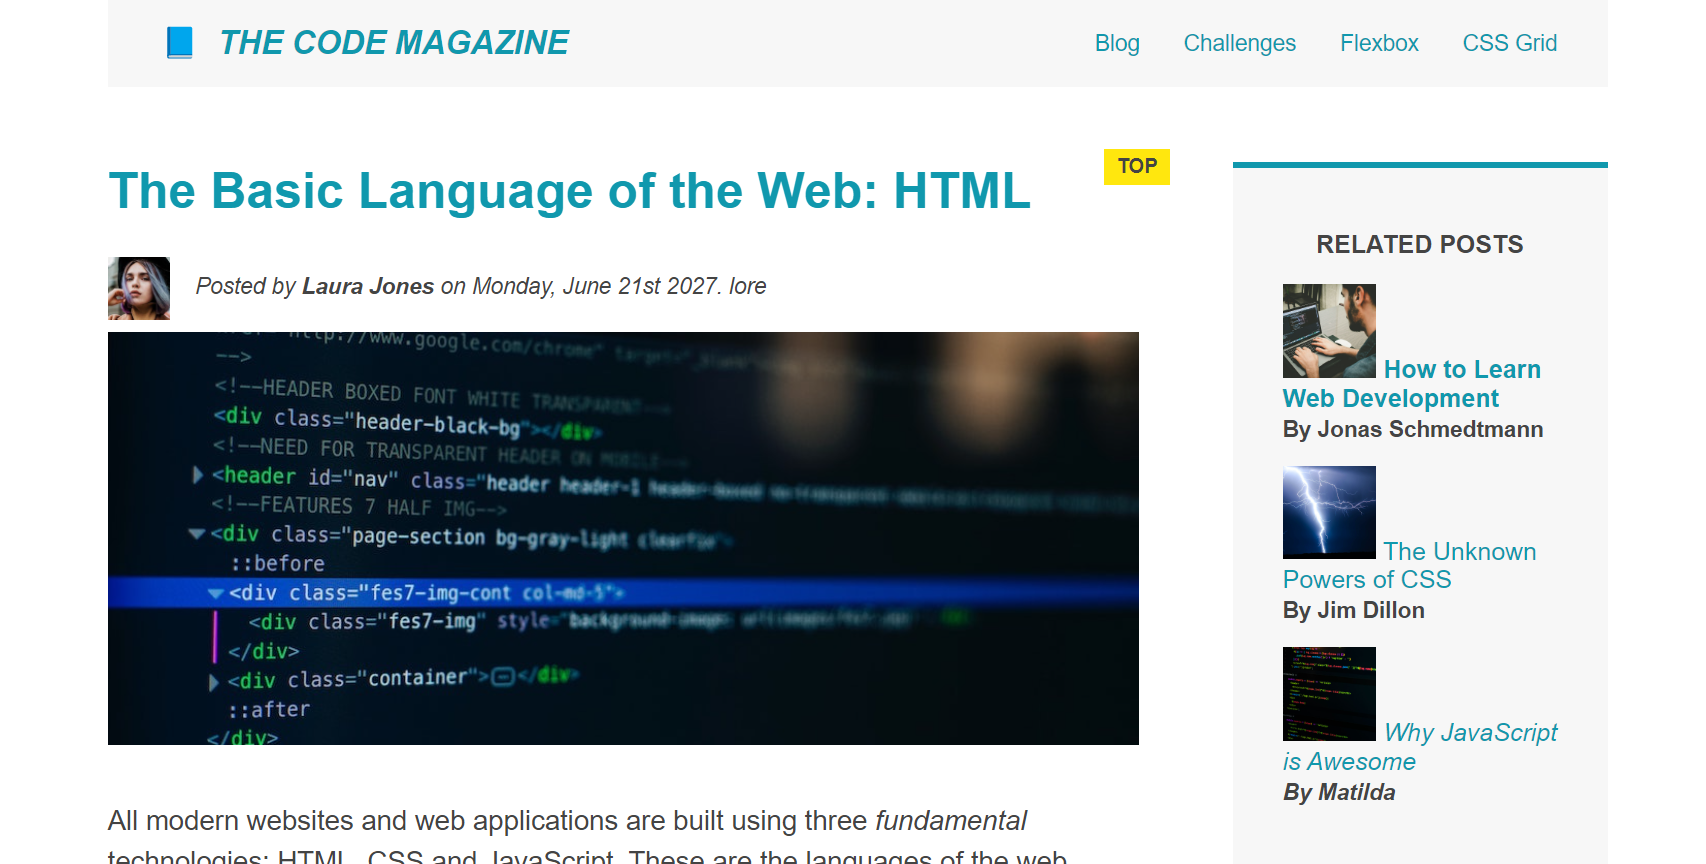 THE CODE MAGAZINE
Blog Challenges Flexbox CSS Grid
TOP
The Basic Language of the Web: HTML
Posted by Laura Jones on Monday, June 21st 2027. lore
http://www.google.com/chrome"
-->
<!--HEADER BOXED FONT WHITE TRANSPARENT-->
<div class="header-black-bg"></div>
<!--NEED FOR TRANSPARENT HEADER ON MOBILE-->
<header id="nav" class="header header-1 header-boxed
<!--FEATURES 7 HALF IMG-->
<div class="page-section bg-gray-light clearfix">
::before
<div class="fes7-img-cont col-md-5">
<div class="fes7-img" style=
</div>
<div class="container"></div>
::after
</div>
All modern websites and web applications are built using three fundamental
technologies: HTML, CSS and JavaScript. These are the languages of the web.
RELATED POSTS
How to Learn
Web Development
By Jonas Schmedtmann
The Unknown
Powers of CSS
By Jim Dillon
Why JavaScript
is Awesome
By Matilda